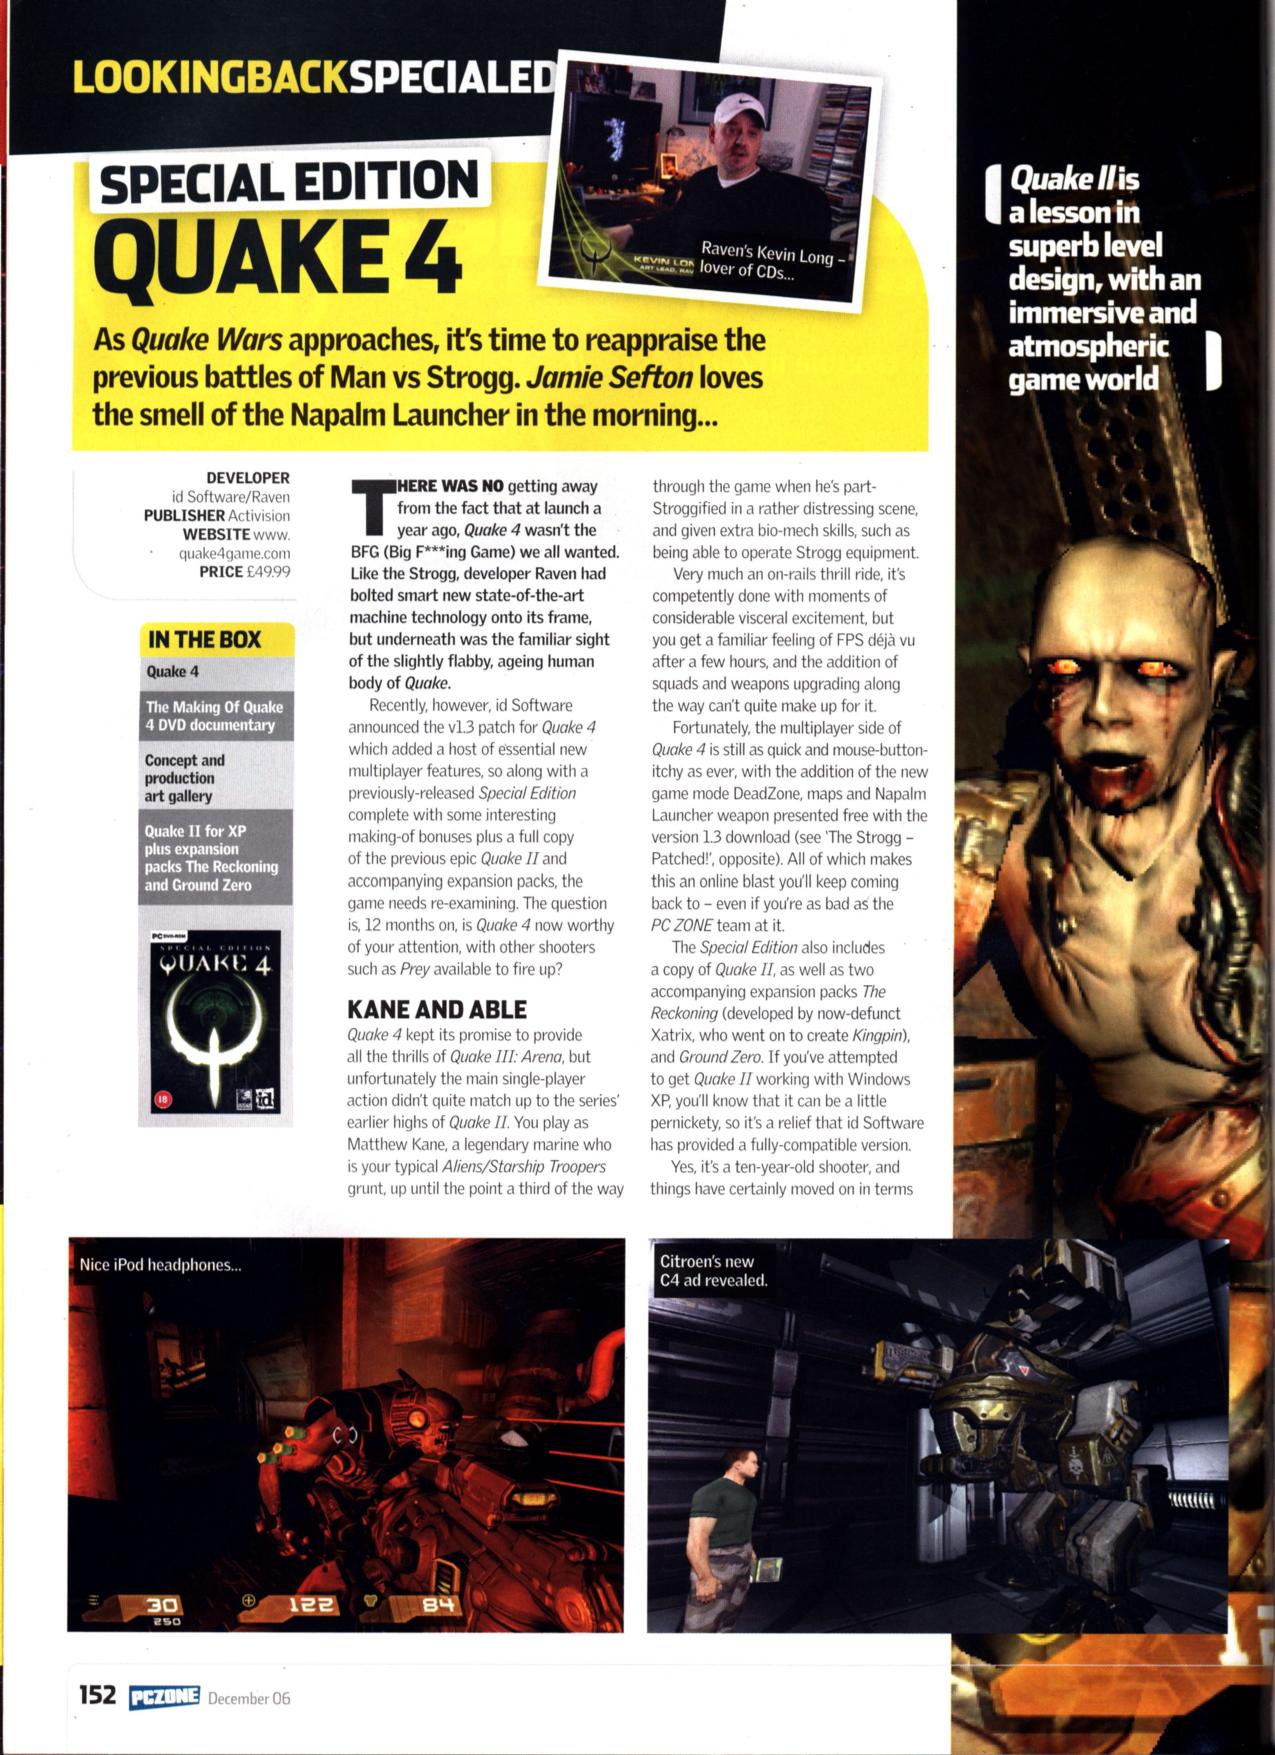 LOOKINGBACKSPECIALED
SPECIAL EDITION
QUAKE 4
KEVIN LON
ART LEAD, RAV
Raven's Kevin Long –
lover of CDs...
As Quake Wars approaches, it's time to reappraise the
previous battles of Man vs Strogg. Jamie Sefton loves
the smell of the Napalm Launcher in the morning...
Quake II is
a lesson in
superb level
design, with an
immersive and
atmospheric
game world
DEVELOPER
id Software/Raven
PUBLISHER Activision
WEBSITE www.
quake4game.com
PRICE £49.99
IN THE BOX
Quake 4
The Making Of Quake
4 DVD documentary
Concept and
production
art gallery
Quake II for XP
plus expansion
packs The Reckoning
and Ground Zero
PC DVD-ROM
SPECIAL EDITION
QUAKE 4
18
id
THERE WAS NO getting away
from the fact that at launch a
year ago, Quake 4 wasn't the
BFG (Big F***ing Game) we all wanted.
Like the Strogg, developer Raven had
bolted smart new state-of-the-art
machine technology onto its frame,
but underneath was the familiar sight
of the slightly flabby, ageing human
body of Quake.
Recently, however, id Software
announced the v1.3 patch for Quake 4
which added a host of essential new
multiplayer features, so along with a
previously-released Special Edition
complete with some interesting
making-of bonuses plus a full copy
of the previous epic Quake II and
accompanying expansion packs, the
game needs re-examining. The question
is, 12 months on, is Quake 4 now worthy
of your attention, with other shooters
such as Prey available to fire up?
KANE AND ABLE
Quake 4 kept its promise to provide
all the thrills of Quake III: Arena, but
unfortunately the main single-player
action didn't quite match up to the series'
earlier highs of Quake II. You play as
Matthew Kane, a legendary marine who
is your typical Aliens/Starship Troopers
grunt, up until the point a third of the way
through the game when he's part-
Stroggified in a rather distressing scene,
and given extra bio-mech skills, such as
being able to operate Strogg equipment.
Very much an on-rails thrill ride, it's
competently done with moments of
considerable visceral excitement, but
you get a familiar feeling of FPS déjà vu
after a few hours, and the addition of
squads and weapons upgrading along
the way can't quite make up for it.
Fortunately, the multiplayer side of
Quake 4 is still as quick and mouse-button-
itchy as ever, with the addition of the new
game mode DeadZone, maps and Napalm
Launcher weapon presented free with the
version 1.3 download (see 'The Strogg –
Patched!', opposite). All of which makes
this an online blast you'll keep coming
back to – even if you're as bad as the
PC ZONE team at it.
The Special Edition also includes
a copy of Quake II, as well as two
accompanying expansion packs The
Reckoning (developed by now-defunct
Xatrix, who went on to create Kingpin),
and Ground Zero. If you've attempted
to get Quake II working with Windows
XP, you'll know that it can be a little
pernickety, so it's a relief that id Software
has provided a fully-compatible version.
Yes, it's a ten-year-old shooter, and
things have certainly moved on in terms
Nice iPod headphones...
30
250
122
84
Citroen's new
C4 ad revealed.
152 PCZONE December 06